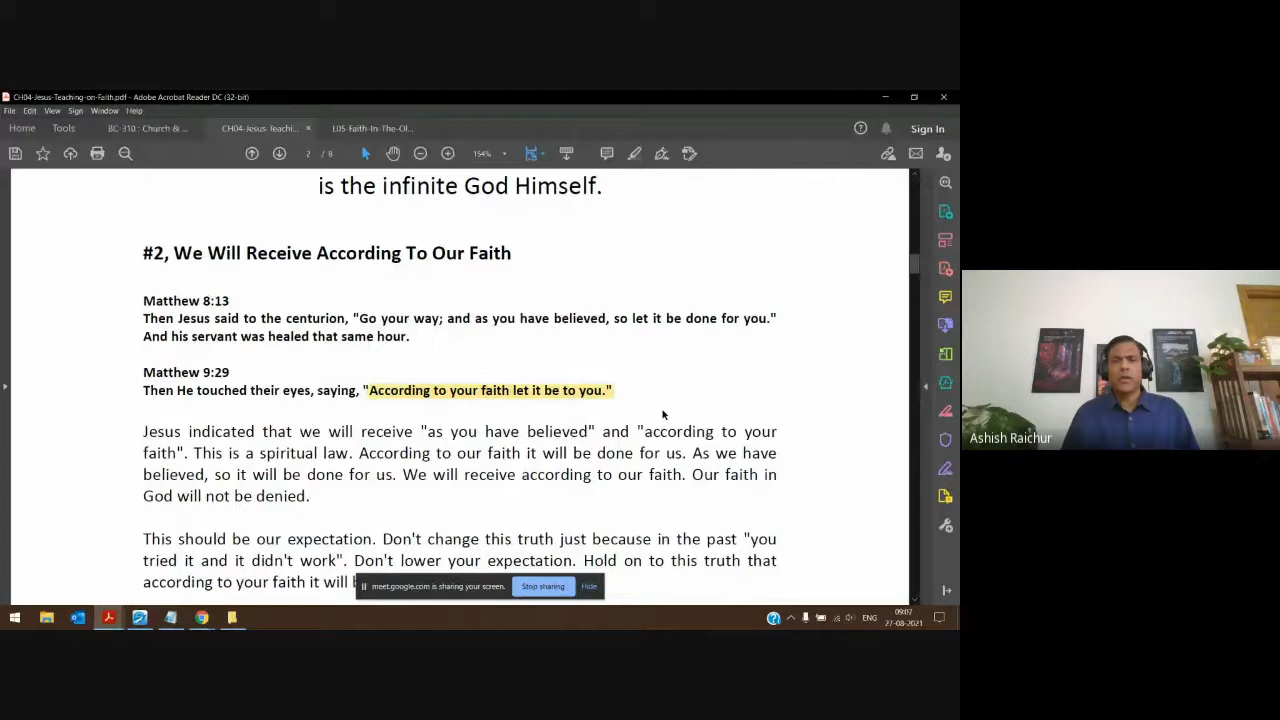 CH04-Jesus-Teaching-on-Faith.pdf - Adobe Acrobat Reader DC (32-bit)
File Edit View Sign Window Help
Home Tools BC-310 : Church & ... CH04-Jesus-Teachi... × L05-Faith-In-The-Ol... Sign In
2 / 8 154%
is the infinite God Himself.
#2, We Will Receive According To Our Faith
Matthew 8:13
Then Jesus said to the centurion, "Go your way; and as you have believed, so let it be done for you."
And his servant was healed that same hour.
Matthew 9:29
Then He touched their eyes, saying, "According to your faith let it be to you."
Jesus indicated that we will receive "as you have believed" and "according to your
faith". This is a spiritual law. According to our faith it will be done for us. As we have
believed, so it will be done for us. We will receive according to our faith. Our faith in
God will not be denied.
This should be our expectation. Don't change this truth just because in the past "you
tried it and it didn't work". Don't lower your expectation. Hold on to this truth that
according to your faith it will
meet.google.com is sharing your screen. Stop sharing Hide
ENG
09:07
27-08-2021
Ashish Raichur